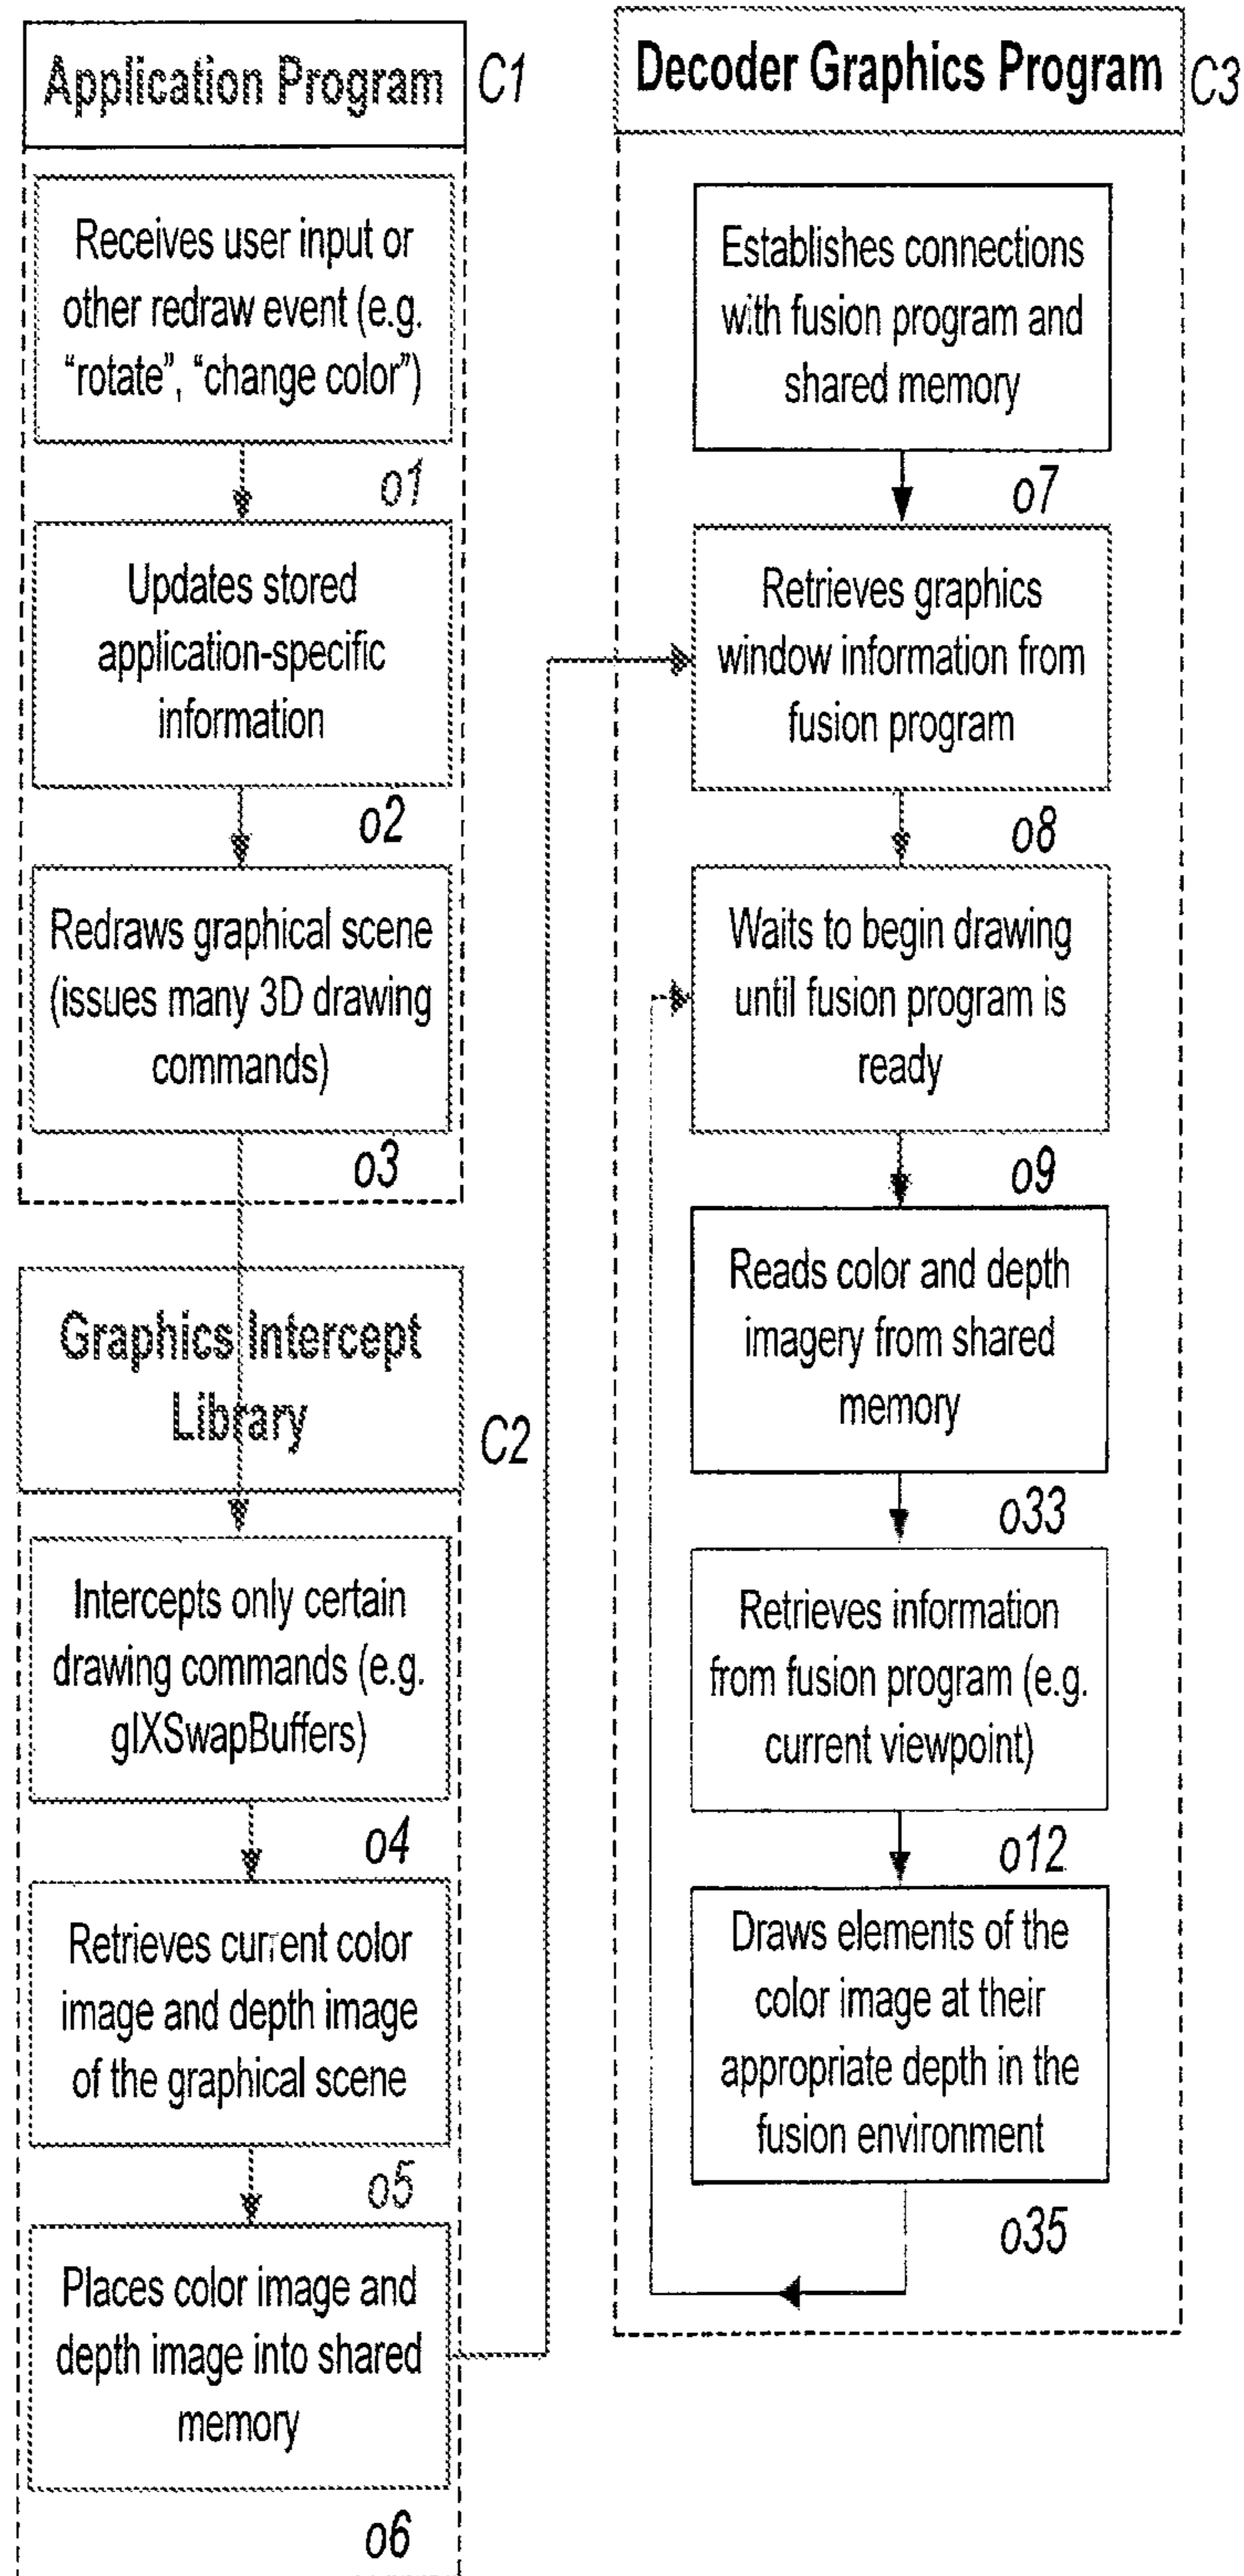 Application Program
C1
Receives user input or
other redraw event (e.g.
“rotate”, “change color”)
o1
Updates stored
application-specific
information
o2
Redraws graphical scene
(issues many 3D drawing
commands)
o3
Graphics Intercept
Library
C2
Intercepts only certain
drawing commands (e.g.
glXSwapBuffers)
o4
Retrieves current color
image and depth image
of the graphical scene
o5
Places color image and
depth image into shared
memory
o6
Decoder Graphics Program
C3
Establishes connections
with fusion program and
shared memory
o7
Retrieves graphics
window information from
fusion program
o8
Waits to begin drawing
until fusion program is
ready
o9
Reads color and depth
imagery from shared
memory
o33
Retrieves information
from fusion program (e.g.
current viewpoint)
o12
Draws elements of the
color image at their
appropriate depth in the
fusion environment
o35